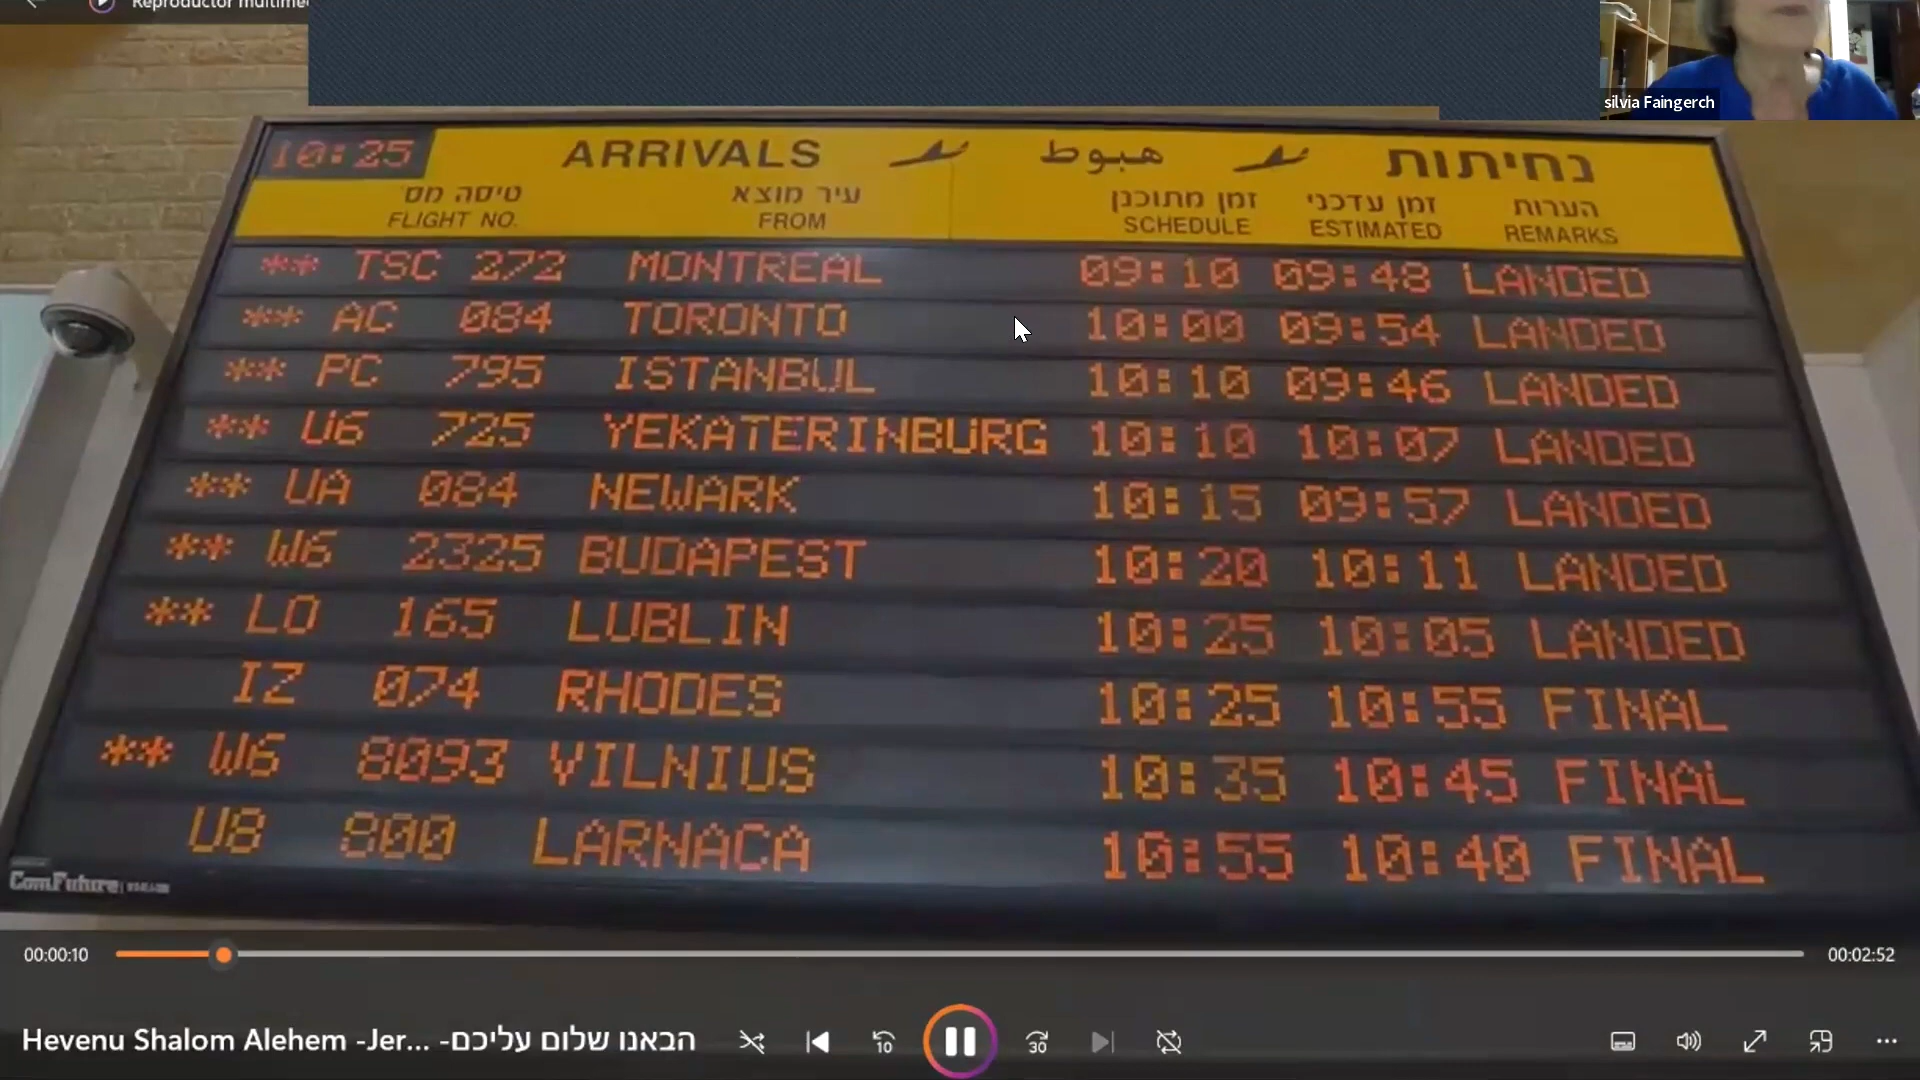 Reproductor multime
silvia Faingerch
10:25 ARRIVALS هبوط נחיתות
טיסה מס' עיר מוצא זמן מתוכנן זמן עדכני הערות
FLIGHT NO. FROM SCHEDULE ESTIMATED REMARKS
** TSC 272 MONTREAL 09:10 09:48 LANDED
** AC 084 TORONTO 10:00 09:54 LANDED
** PC 795 ISTANBUL 10:10 09:46 LANDED
** U6 725 YEKATERINBURG 10:10 10:07 LANDED
** UA 084 NEWARK 10:15 09:57 LANDED
** W6 2325 BUDAPEST 10:20 10:11 LANDED
** LO 165 LUBLIN 10:25 10:05 LANDED
IZ 074 RHODES 10:25 10:55 FINAL
** W6 8093 VILNIUS 10:35 10:45 FINAL
U8 800 LARNACA 10:55 10:40 FINAL
ComFuture
00:00:10 00:02:52
Hevenu Shalom Alehem -Jer... -הבאנו שלום עליכם
10 30